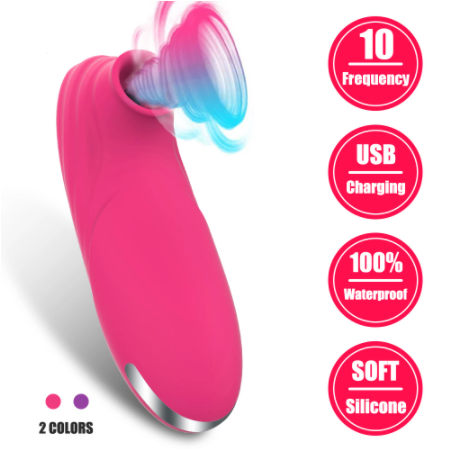 10
Frequency
USB
Charging
100%
Waterproof
SOFT
Silicone
2 COLORS